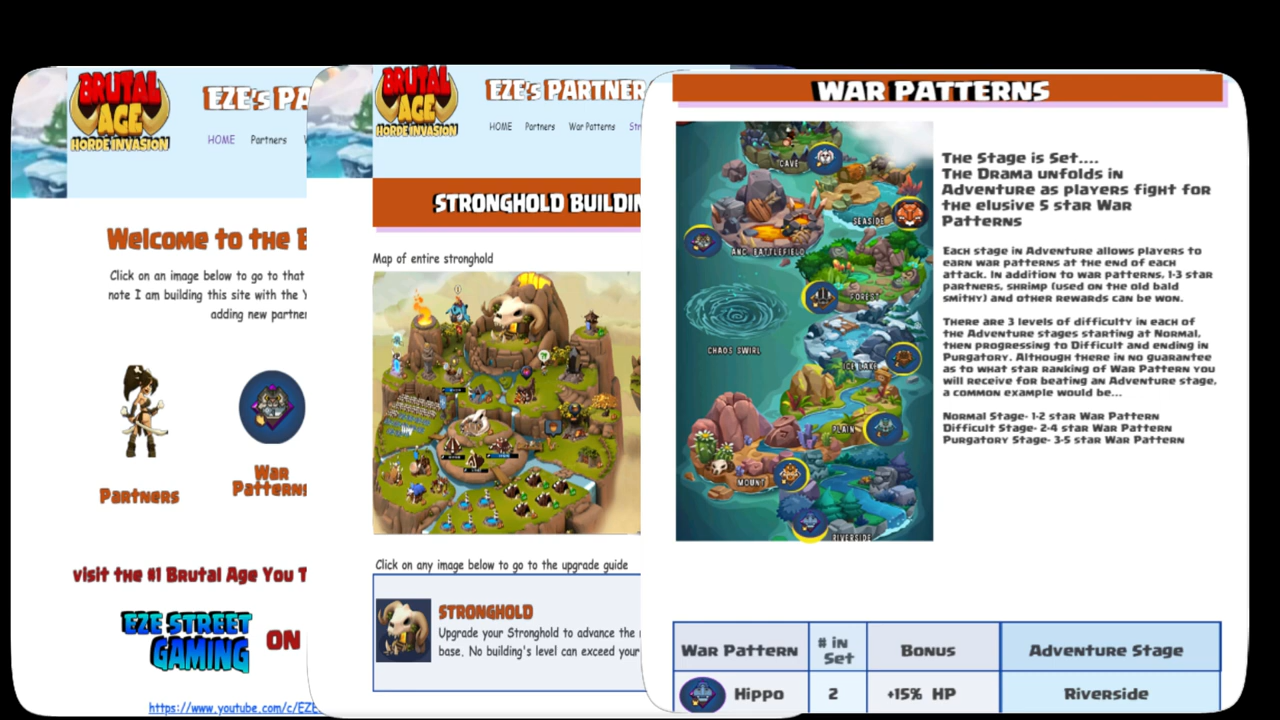 BRUTAL
AGE
HORDE INVASION
EZE's PA
HOME Partners
Welcome to the
Click on an image below to go to that
note I am building this site with the
adding new partner
Partners
War
Patterns
visit the #1 Brutal Age You T
EZE STREET
GAMING
ON
https://www.youtube.com/c/EZE
BRUTAL
AGE
HORDE INVASION
EZE's PARTNER
HOME Partners War Patterns Str
STRONGHOLD BUILDIN
Map of entire stronghold
Click on any image below to go to the upgrade guide
STRONGHOLD
Upgrade your Stronghold to advance the
base. No building's level can exceed your
WAR PATTERNS
CAVE
SEASIDE
ANC. BATTLEFIELD
FOREST
CHAOS SWIRL
ICE LAKE
PLAIN
MOUNT
RIVERSIDE
The Stage is Set....
The Drama unfolds in
Adventure as players fight for
the elusive 5 star War
Patterns
Each stage in Adventure allows players to
earn war patterns at the end of each
attack. In addition to war patterns, 1-3 star
partners, shrimp (used on the old bald
smithy) and other rewards can be won.
There are 3 levels of difficulty in each of
the Adventure stages starting at Normal,
then progressing to Difficult and ending in
Purgatory. Although there in no guarantee
as to what star ranking of War Pattern you
will receive for beating an Adventure stage,
a common example would be...
Normal Stage- 1-2 star War Pattern
Difficult Stage- 2-4 star War Pattern
Purgatory Stage- 3-5 star War Pattern
War Pattern # in Set Bonus Adventure Stage
Hippo 2 +15% HP Riverside